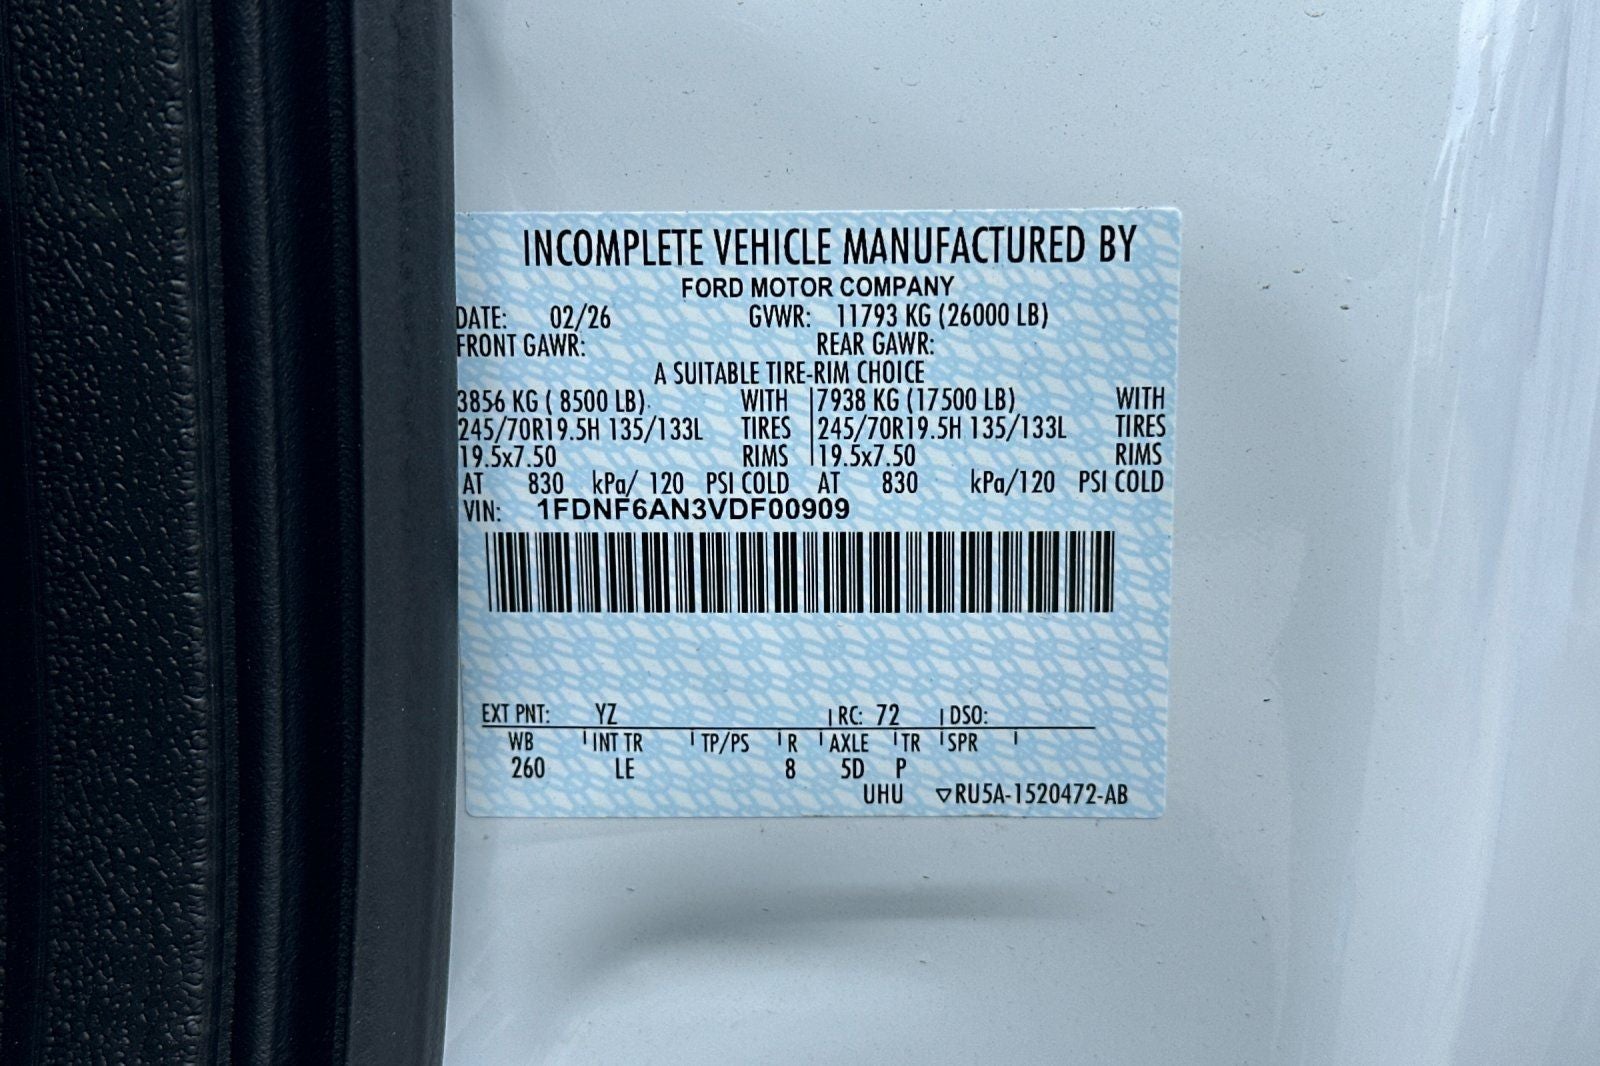 INCOMPLETE VEHICLE MANUFACTURED BY
FORD MOTOR COMPANY
DATE: 02/26 GVWR: 11793 KG (26000 LB)
FRONT GAWR: REAR GAWR:
A SUITABLE TIRE-RIM CHOICE
3856 KG ( 8500 LB) WITH 7938 KG (17500 LB) WITH
245/70R19.5H 135/133L TIRES 245/70R19.5H 135/133L TIRES
19.5x7.50 RIMS 19.5x7.50 RIMS
AT 830 kPa/ 120 PSI COLD AT 830 kPa/120 PSI COLD
VIN: 1FDNF6AN3VDF00909
EXT PNT: YZ RC: 72 DSO:
WB INT TR TP/PS R AXLE TR SPR
260 LE 8 5D P
UHU ▽RU5A-1520472-AB